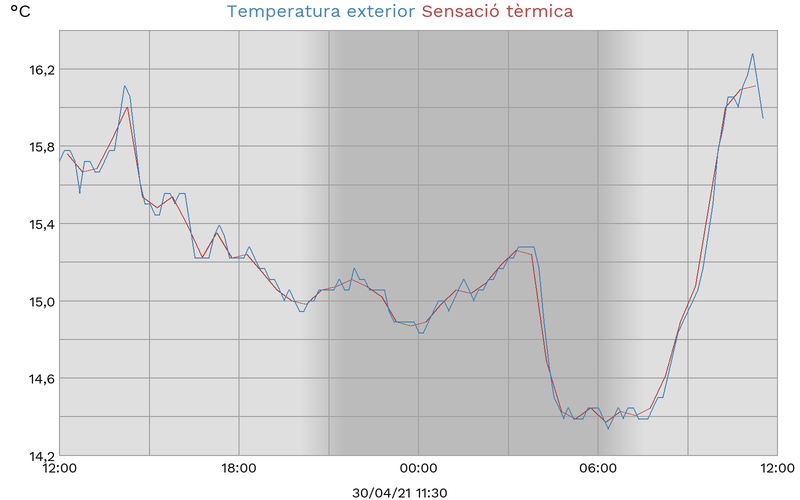 °C
Temperatura exterior Sensació tèrmica
16,2
15,8
15,4
15,0
14,6
14,2
12:00 18:00 00:00 06:00 12:00
30/04/21 11:30